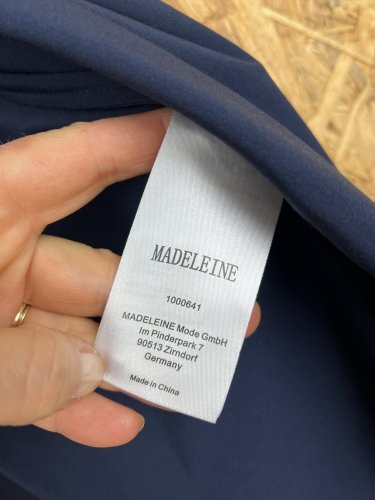 MADELEINE
1000641
MADELEINE Mode GmbH
Im Pinderpark 7
90513 Zirndorf
Germany
Made in China